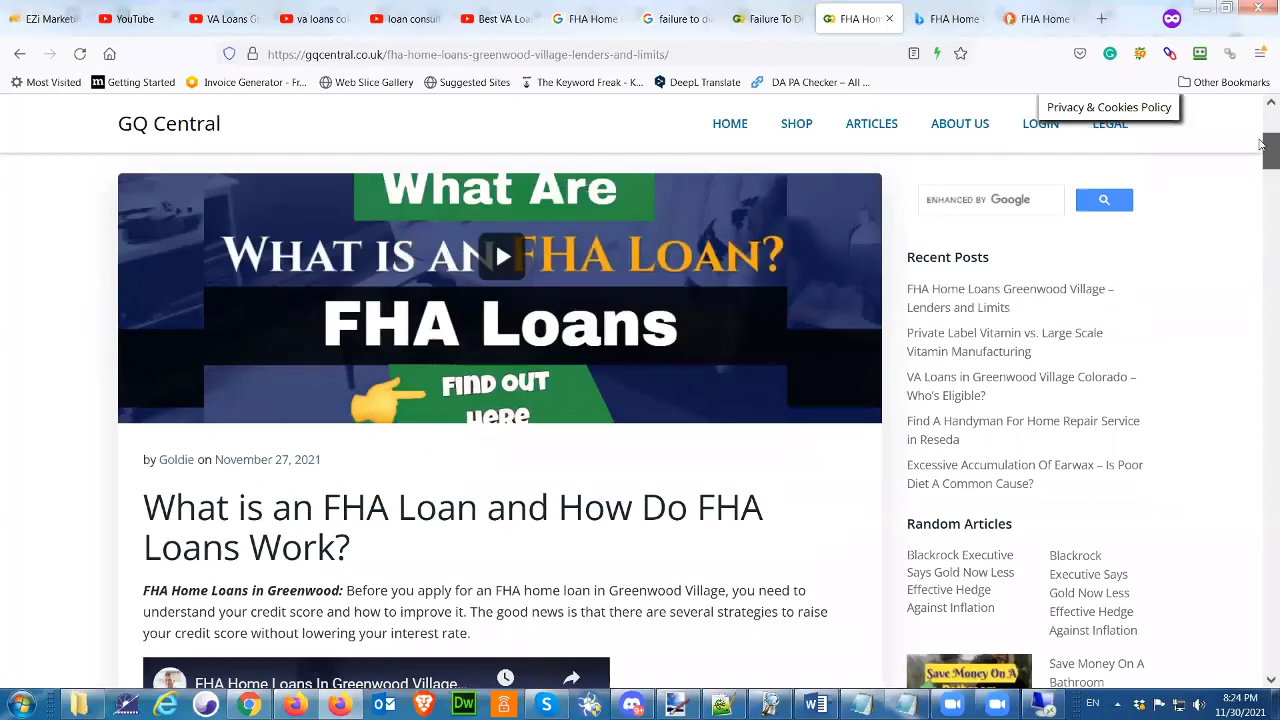 EZi Marketi
YouTube
VA Loans Gr
va loans co
loan consult
Best VA Loa
FHA Home
failure to di
Failure To D
FHA Hom
FHA Home
FHA Home
https://gqcentral.co.uk/fha-home-loans-greenwood-village-lenders-and-limits/
Most Visited
Getting Started
Invoice Generator - Fr...
Web Slice Gallery
Suggested Sites
The Keyword Freak - K...
DeepL Translate
DA PA Checker – All ...
Other Bookmarks
Privacy & Cookies Policy
GQ Central
HOME
SHOP
ARTICLES
ABOUT US
LOGIN
LEGAL
What Are
WHAT IS AN FHA LOAN?
FHA Loans
FIND OUT
HERE
by Goldie on November 27, 2021
What is an FHA Loan and How Do FHA
Loans Work?
FHA Home Loans in Greenwood: Before you apply for an FHA home loan in Greenwood Village, you need to
understand your credit score and how to improve it. The good news is that there are several strategies to raise
your credit score without lowering your interest rate.
FHA Home Loans In Greenwood Village...
ENHANCED BY Google
Recent Posts
FHA Home Loans Greenwood Village –
Lenders and Limits
Private Label Vitamin vs. Large Scale
Vitamin Manufacturing
VA Loans in Greenwood Village Colorado –
Who's Eligible?
Find A Handyman For Home Repair Service
in Reseda
Excessive Accumulation Of Earwax – Is Poor
Diet A Common Cause?
Random Articles
Blackrock Executive
Says Gold Now Less
Effective Hedge
Against Inflation
Blackrock
Executive Says
Gold Now Less
Effective Hedge
Against Inflation
Save Money On A
Save Money On A
Bathroom
Dw
EN
8:24 PM
11/30/2021